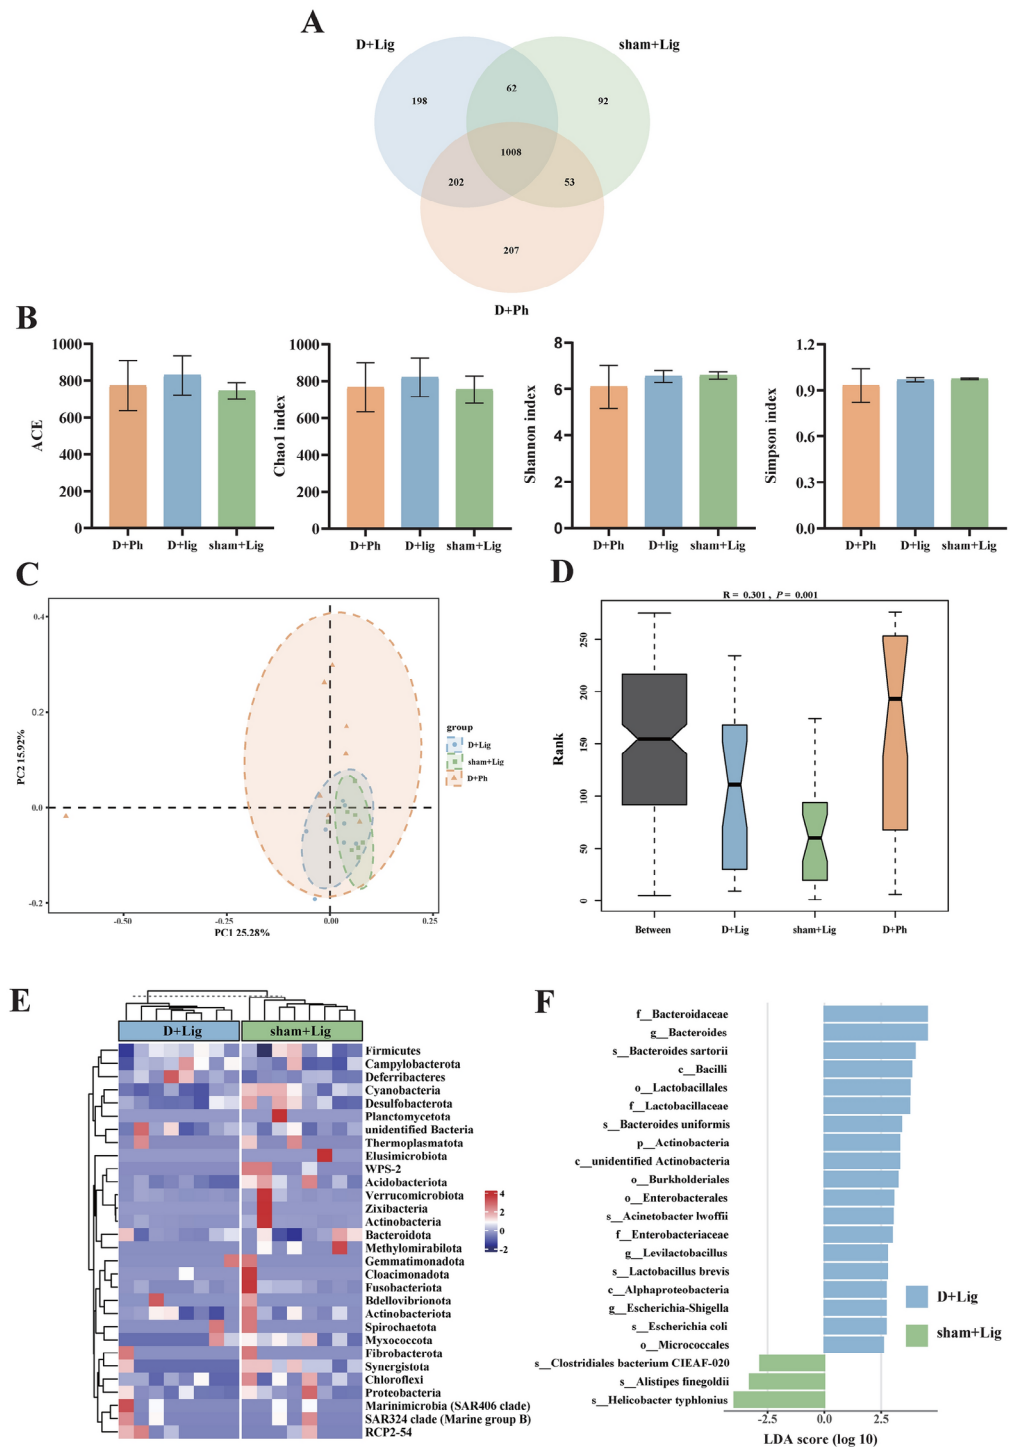 A
D+Lig
sham+Lig
62
198
92
1008
202
53
207
D+Ph
B
1000
800
600
400
200
0
ACE
D+Ph
D+lig
sham+Lig
1000
800
600
400
200
0
Chao1 index
D+Ph
D+lig
sham+Lig
8
6
4
2
0
Shannon index
D+Ph
D+lig
sham+Lig
1.2
0.9
0.6
0.3
0.0
Simpson index
D+Ph
D+lig
sham+Lig
C
0.4
0.2
0.0
-0.2
PC2 15.92%
-0.50
-0.25
0.00
0.25
PC1 25.28%
group
D+Lig
sham+Lig
D+Ph
D
R = 0.301 , P = 0.001
250
200
150
100
50
0
Rank
Between
D+Lig
sham+Lig
D+Ph
E
D+Lig
sham+Lig
Firmicutes
Campylobacterota
Deferribacteres
Cyanobacteria
Desulfobacterota
Planctomycetota
unidentified Bacteria
Thermoplasmatota
Elusimicrobiota
WPS-2
Acidobacteriota
Verrucomicrobiota
Zixibacteria
Actinobacteria
Bacteroidota
Methylomirabilota
Gemmatimonadota
Cloacimonadota
Fusobacteriota
Bdellovibrionota
Actinobacteriota
Spirochaetota
Myxococcota
Fibrobacterota
Synergistota
Chloroflexi
Proteobacteria
Marinimicrobia (SAR406 clade)
SAR324 clade (Marine group B)
RCP2-54
4
2
0
-2
F
f__Bacteroidaceae
g__Bacteroides
s__Bacteroides sartorii
c__Bacilli
o__Lactobacillales
f__Lactobacillaceae
s__Bacteroides uniformis
p__Actinobacteria
c__unidentified Actinobacteria
o__Burkholderiales
o__Enterobacterales
s__Acinetobacter lwoffii
f__Enterobacteriaceae
g__Levilactobacillus
s__Lactobacillus brevis
c__Alphaproteobacteria
g__Escherichia-Shigella
s__Escherichia coli
o__Micrococcales
s__Clostridiales bacterium CIEAF-020
s__Alistipes finegoldii
s__Helicobacter typhlonius
D+Lig
sham+Lig
-2.5
0.0
2.5
LDA score (log 10)